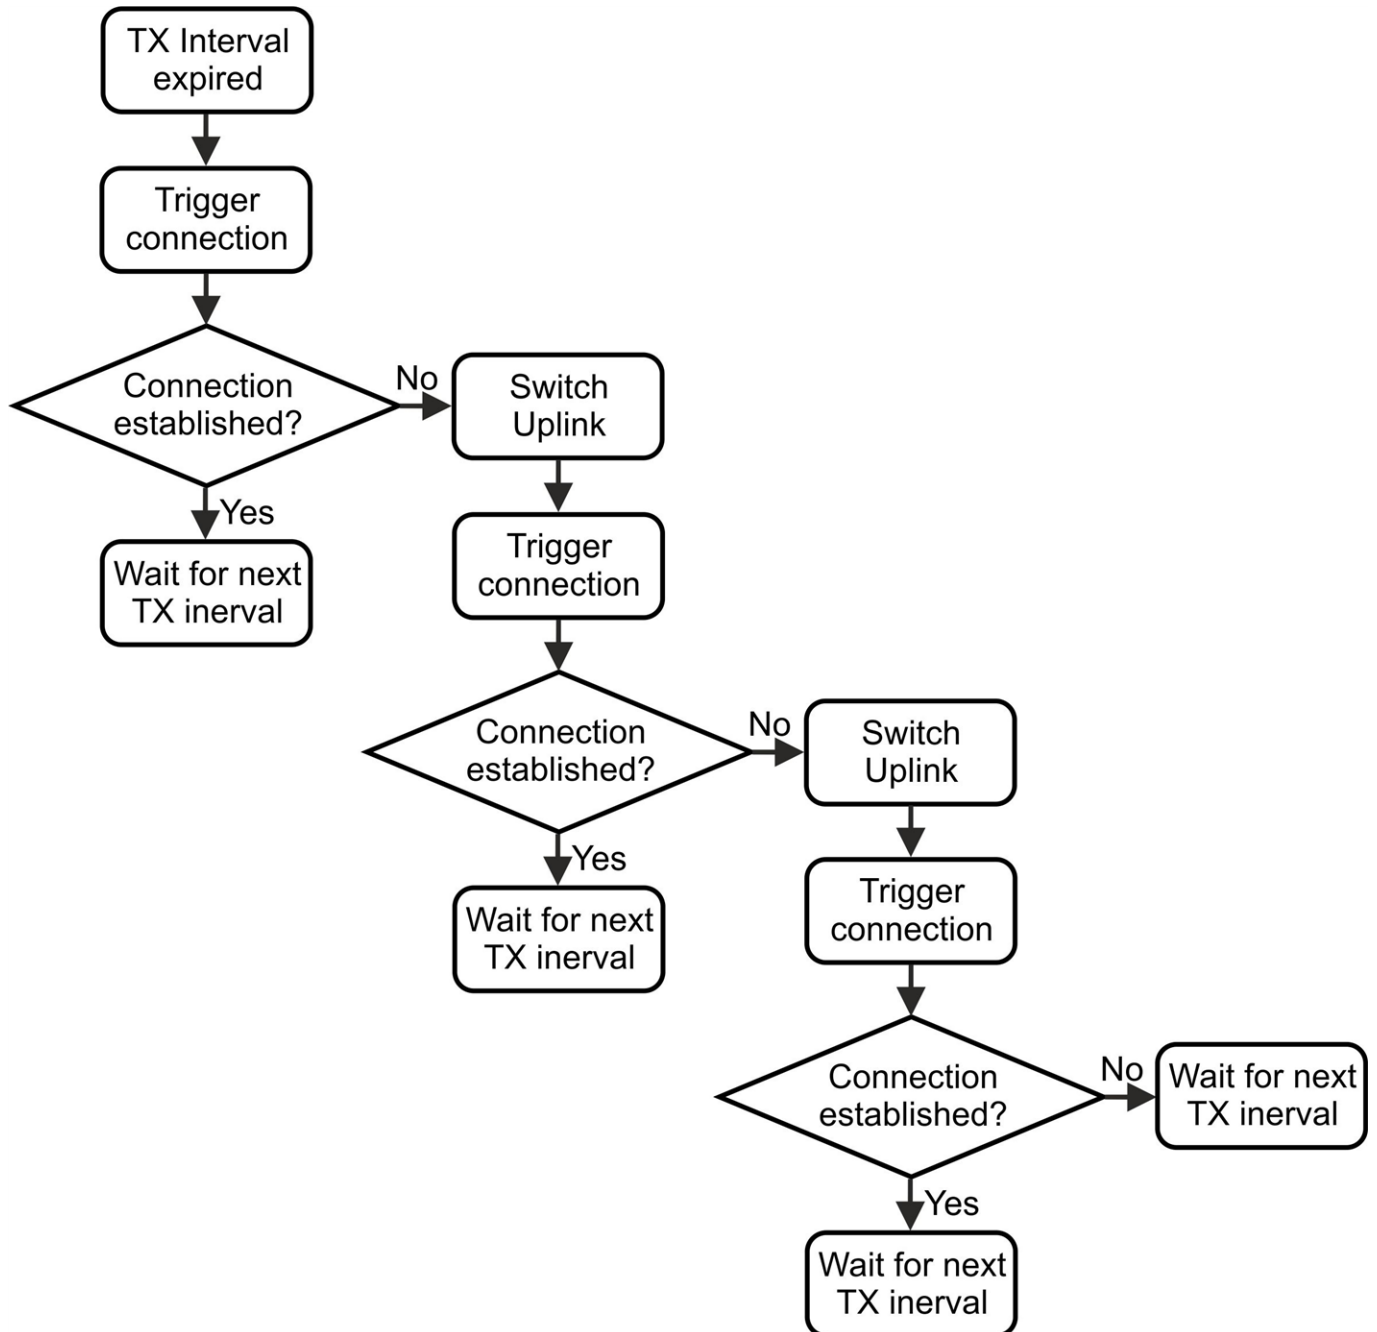 TX Interval
expired
Trigger
connection
Connection
established?
No
Switch
Uplink
Yes
Wait for next
TX inerval
Trigger
connection
Connection
established?
No
Switch
Uplink
Yes
Wait for next
TX inerval
Trigger
connection
Connection
established?
No
Wait for next
TX inerval
Yes
Wait for next
TX inerval